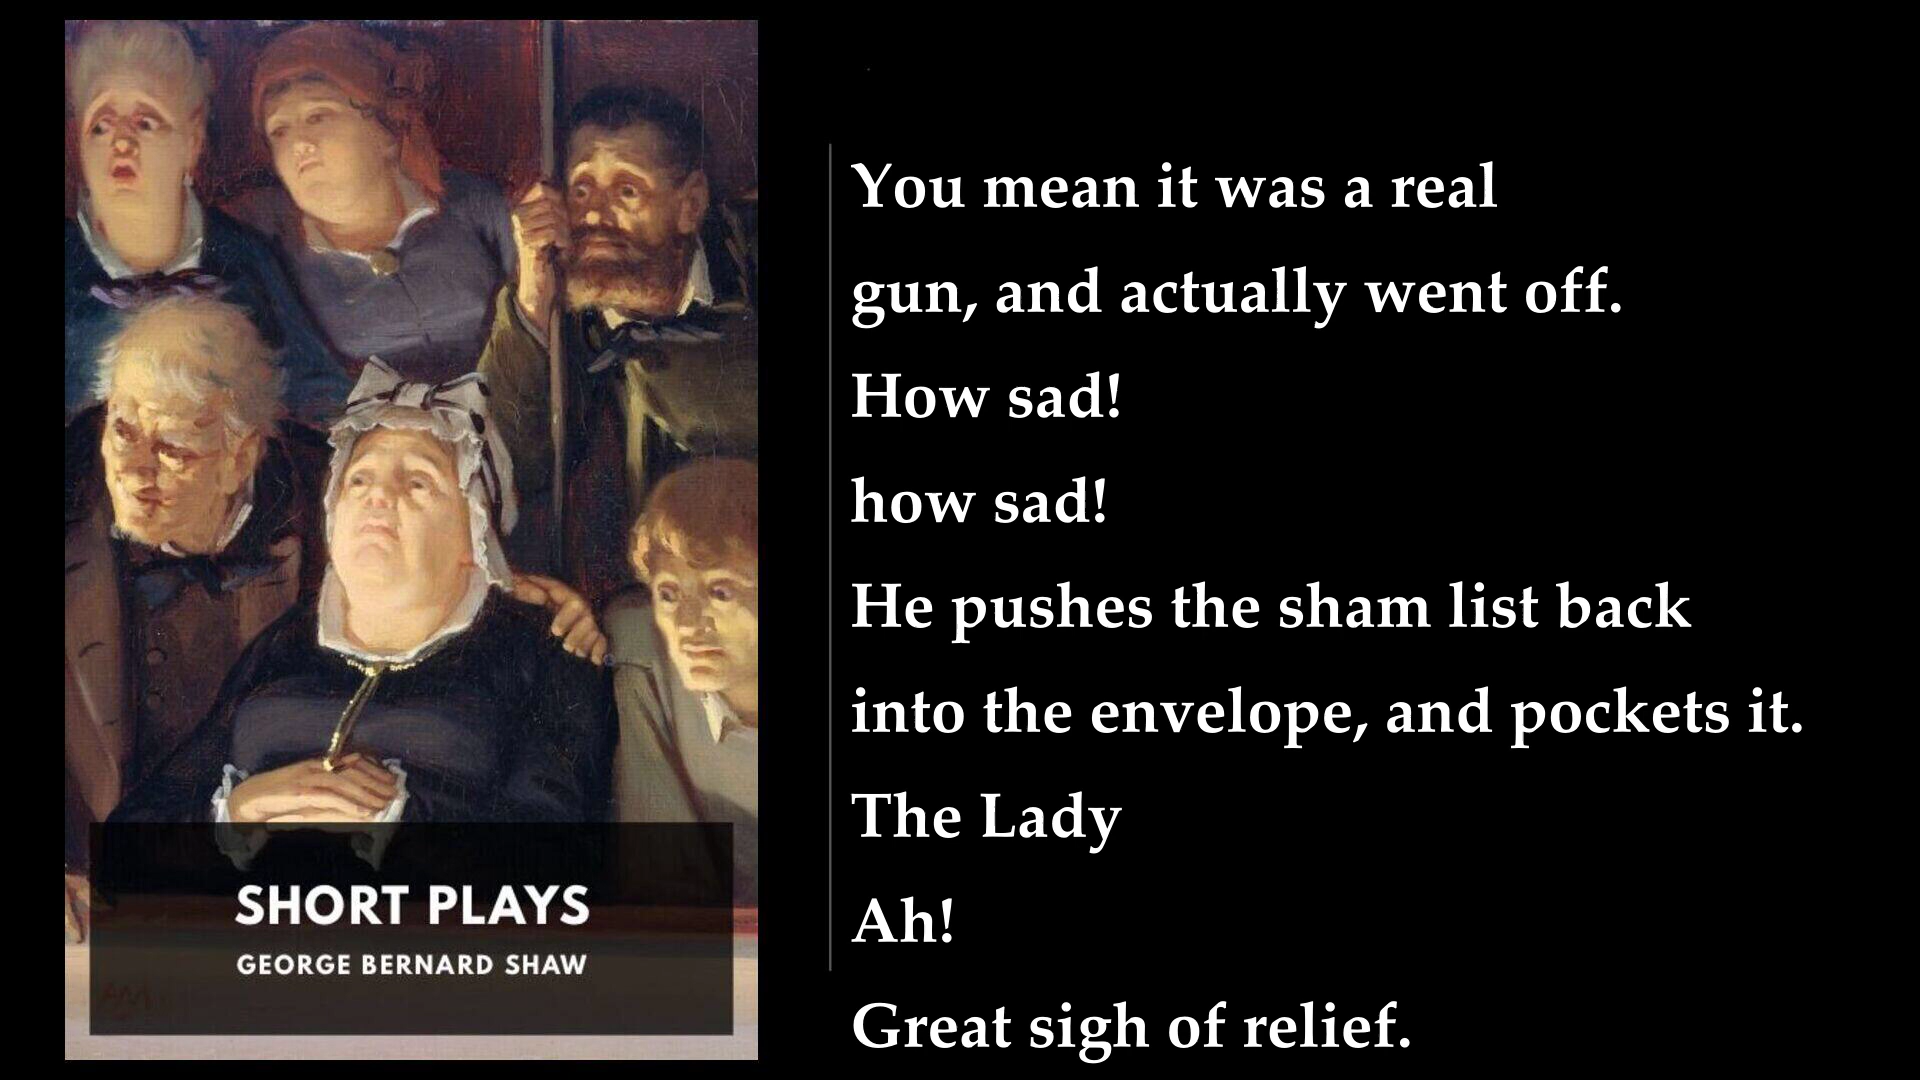 You mean it was a real
gun, and actually went off.
How sad!
how sad!
He pushes the sham list back
into the envelope, and pockets it.
The Lady
Ah!
Great sigh of relief.
SHORT PLAYS
GEORGE BERNARD SHAW